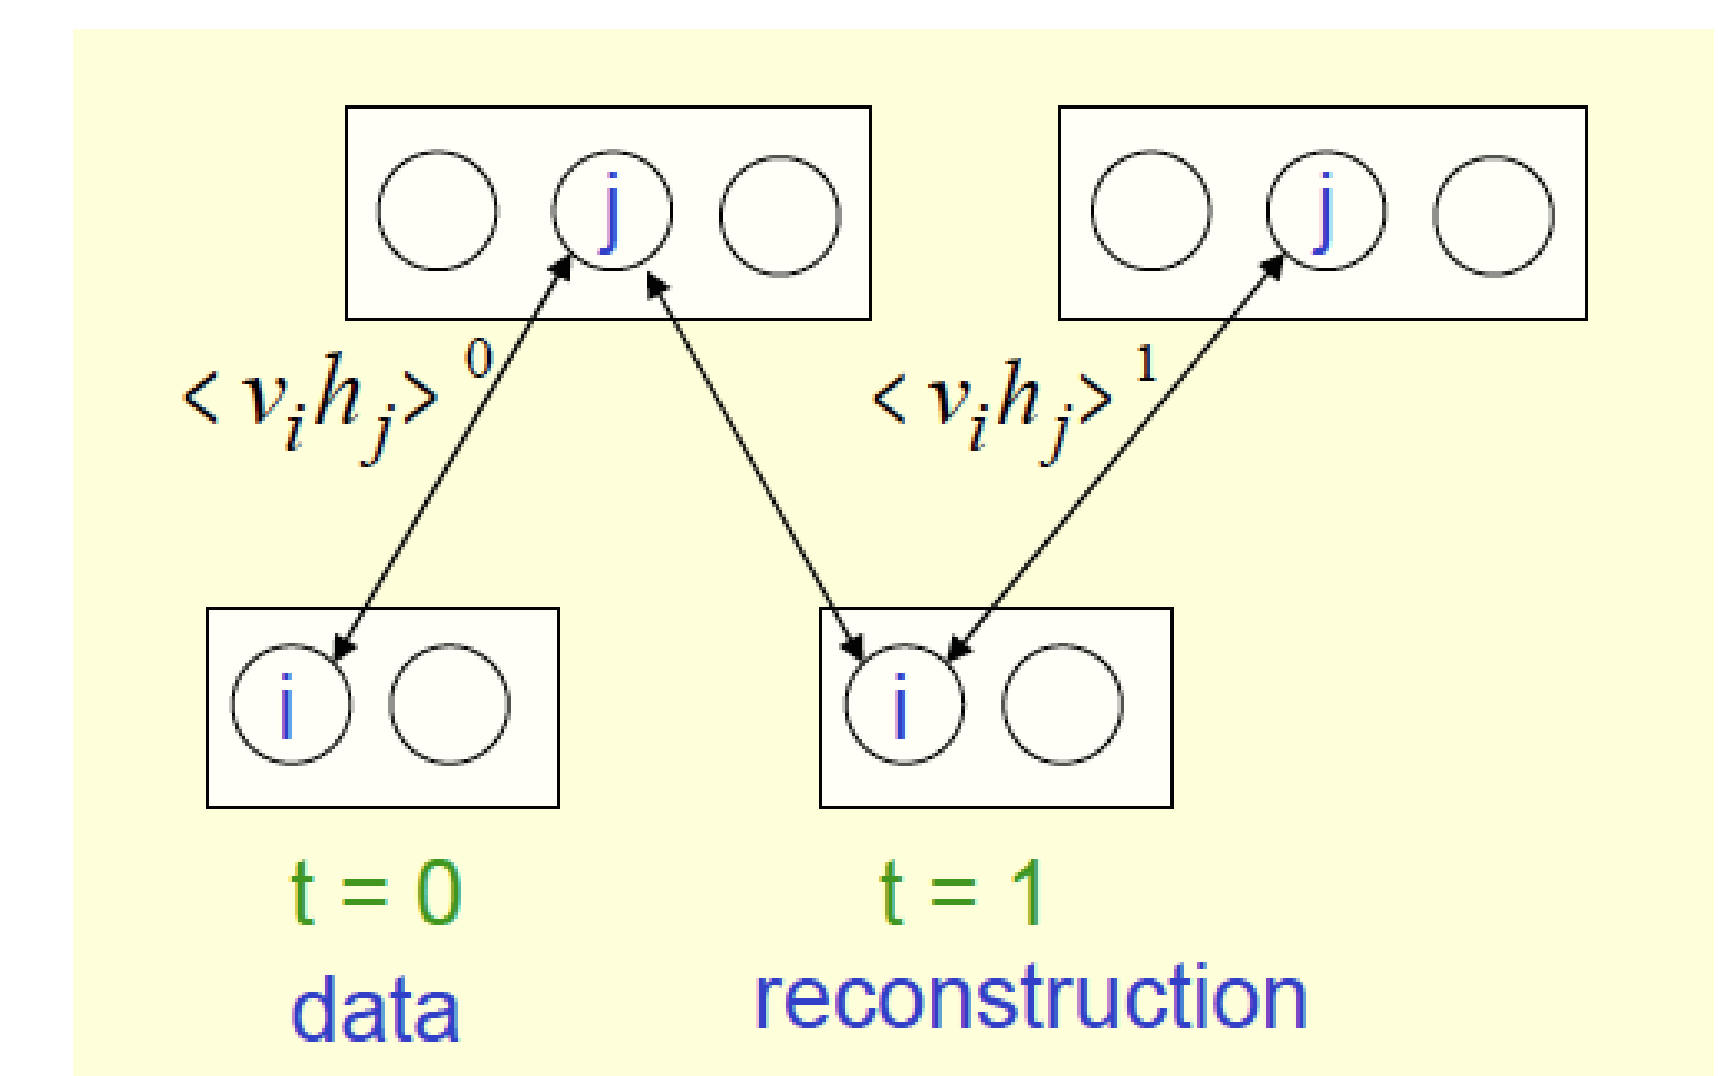 j j
< v_i h_j >^0 < v_i h_j >^1
i i
t = 0 t = 1
data reconstruction